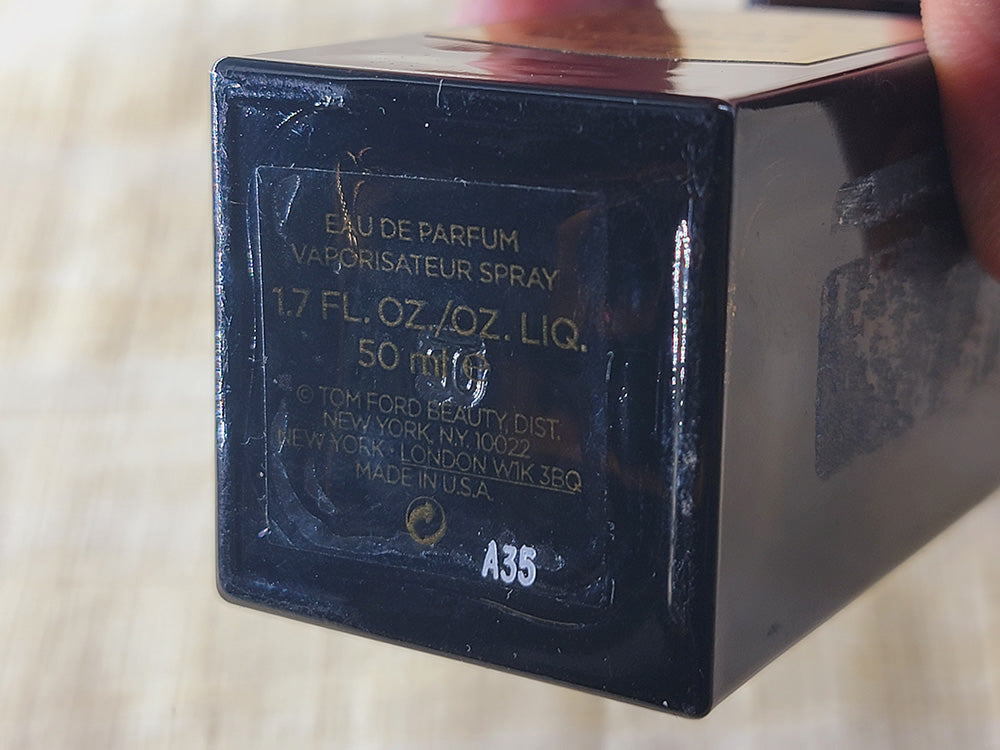 EAU DE PARFUM
VAPORISATEUR SPRAY
1.7 FL. OZ./OZ. LIQ.
50 ml ℮
50
© TOM FORD BEAUTY, DIST.
NEW YORK, N.Y. 10022
NEW YORK · LONDON W1K 3BQ
MADE IN U.S.A.
A35